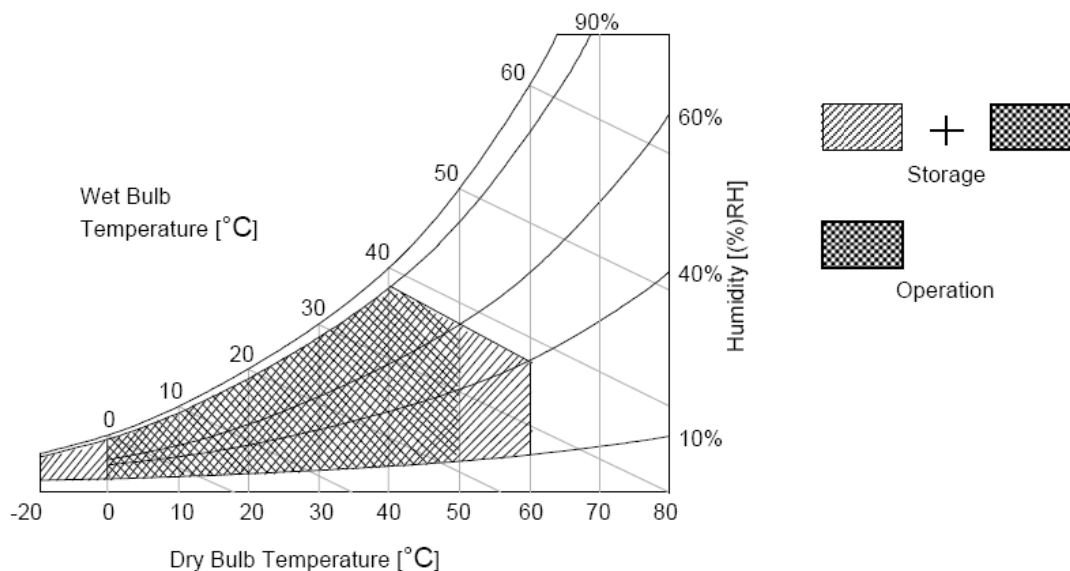 90%
60
60%
50
Wet Bulb
Temperature [°C]
Storage
40
40%
Humidity [(%)RH]
Operation
30
20
10
0
10%
-20 0 10 20 30 40 50 60 70 80
Dry Bulb Temperature [°C]